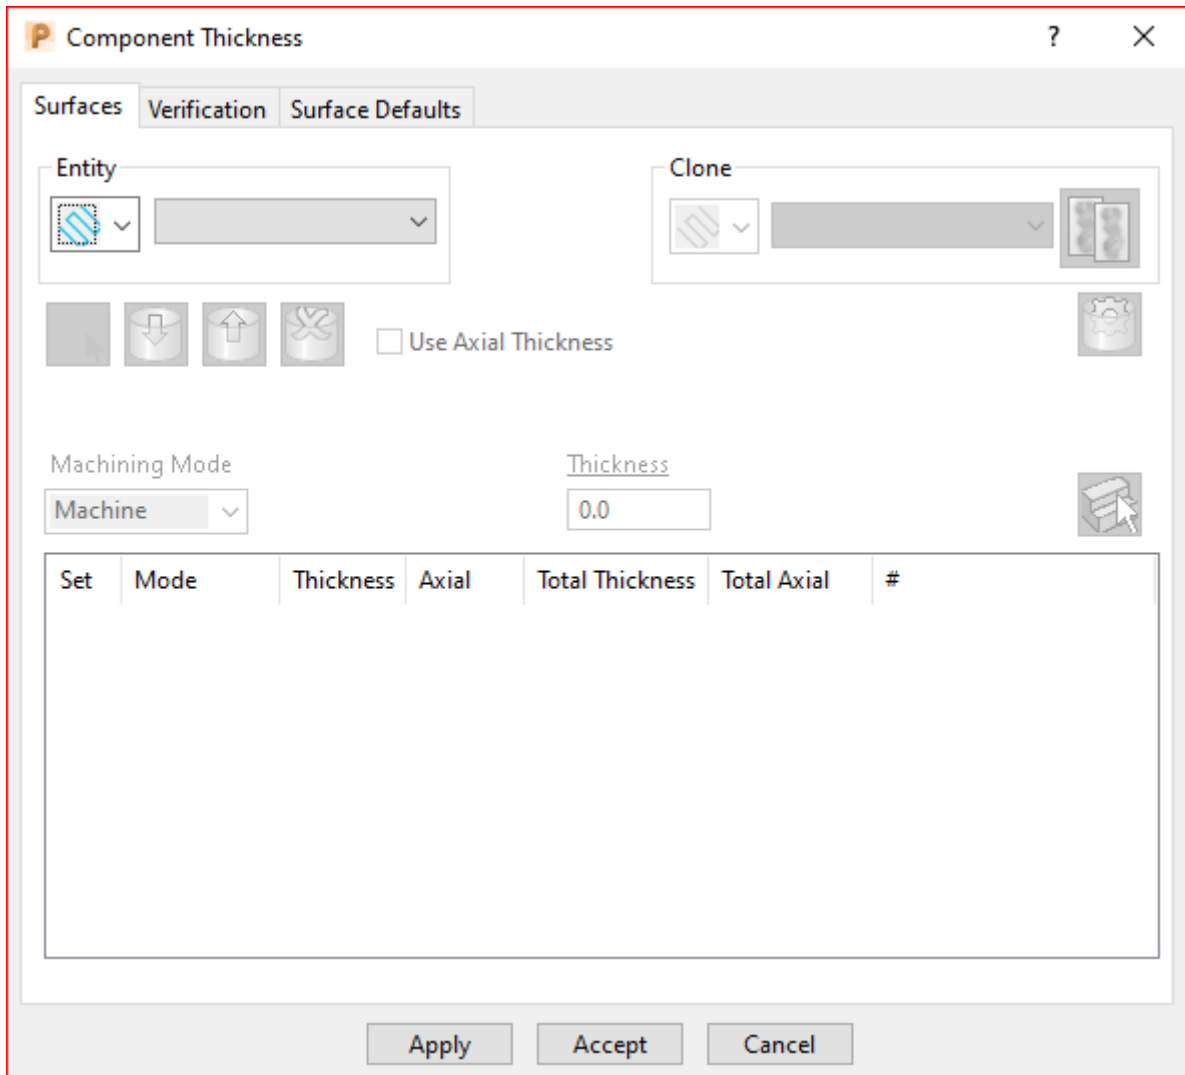 Component Thickness ?
Surfaces Verification Surface Defaults
Entity Clone
Use Axial Thickness
Machining Mode Thickness
Machine 0.0
Set Mode Thickness Axial Total Thickness Total Axial #
Apply Accept Cancel